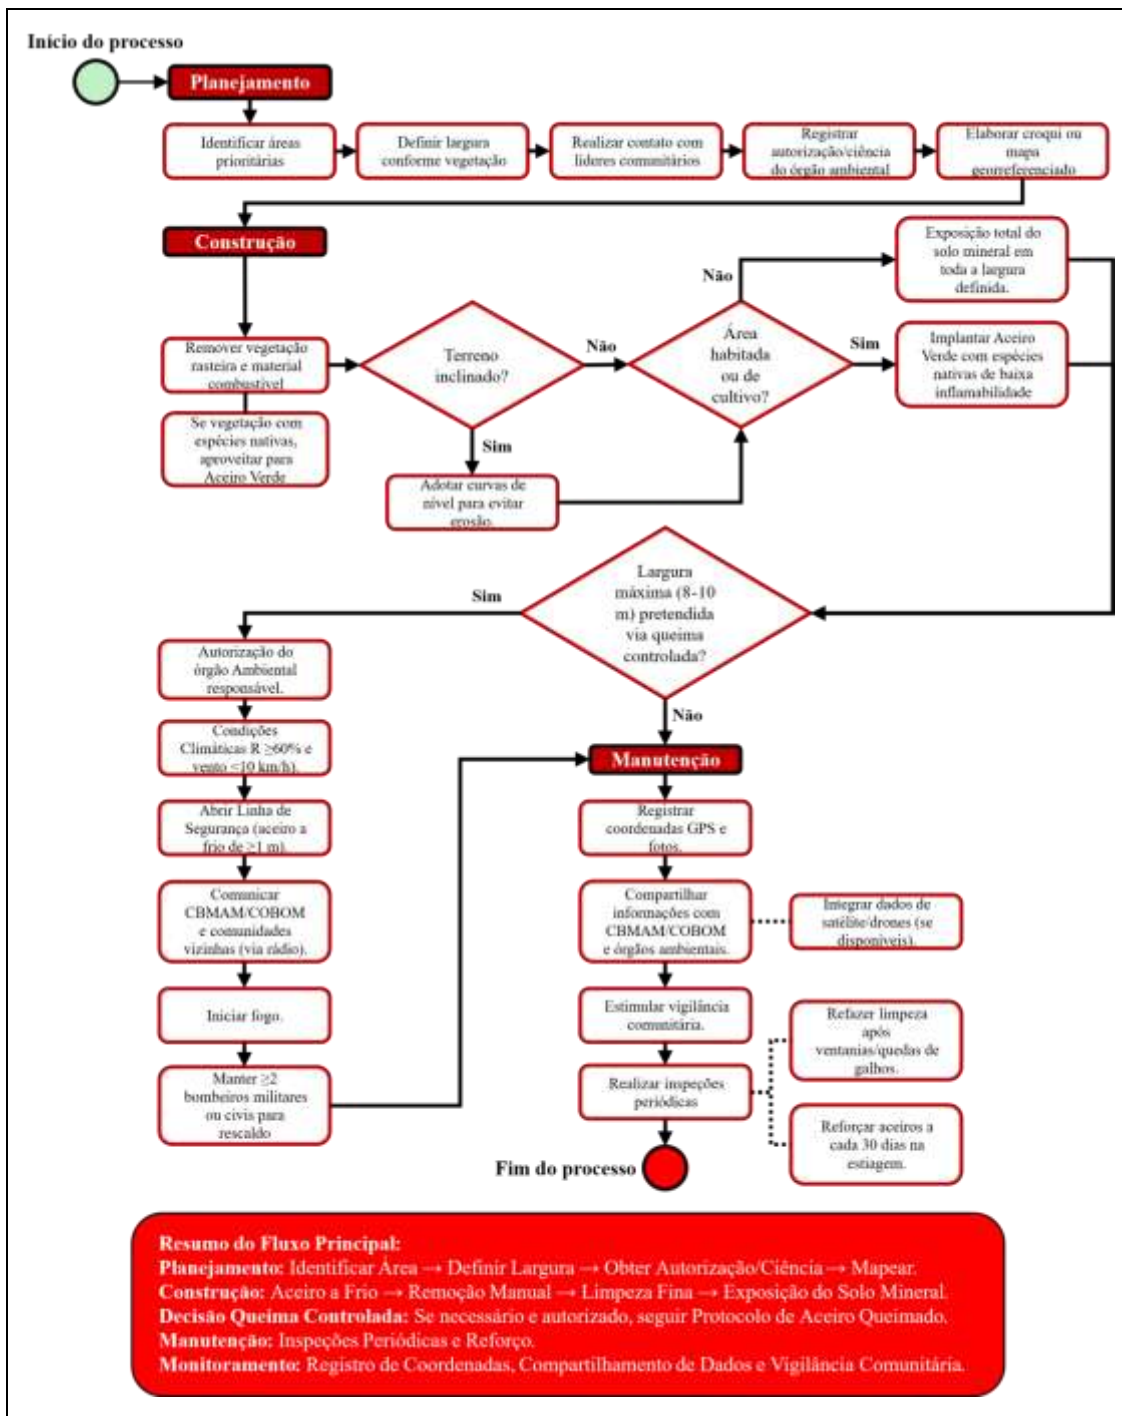 Início do processo
Planejamento
Identificar áreas
prioritárias
Definir largura
conforme vegetação
Realizar contato com
líderes comunitários
Registrar
autorização/ciência
do órgão ambiental
Elaborar croqui ou
mapa
georreferenciado
Construção
Remover vegetação
rasteira e material
combustível
Se vegetação com
espécies nativas,
aproveitar para
Aceiro Verde
Terreno
inclinado?
Não
Sim
Adotar curvas de
nível para evitar
erosão.
Área
habitada
ou de
cultivo?
Não
Exposição total do
solo mineral em
toda a largura
definida.
Sim
Implantar Aceiro
Verde com espécies
nativas de baixa
inflamabilidade
Largura
máxima (8-10
m) pretendida
via queima
controlada?
Sim
Autorização do
órgão Ambiental
responsável.
Condições
Climáticas R ≥60% e
vento <10 km/h).
Abrir Linha de
Segurança (aceiro a
frio de ≥1 m).
Comunicar
CBMAM/COBOM
e comunidades
vizinhas (via rádio).
Iniciar fogo.
Manter ≥2
bombeiros militares
ou civis para
rescaldo
Não
Manutenção
Registrar
coordenadas GPS e
fotos.
Compartilhar
informações com
CBMAM/COBOM
e órgãos ambientais.
Integrar dados de
satélite/drones (se
disponíveis).
Estimular vigilância
comunitária.
Realizar inspeções
periódicas
Refazer limpeza
após
ventanias/quedas de
galhos.
Reforçar aceiros a
cada 30 dias na
estiagem.
Fim do processo
Resumo do Fluxo Principal:
Planejamento: Identificar Área → Definir Largura → Obter Autorização/Ciência → Mapear.
Construção: Aceiro a Frio → Remoção Manual → Limpeza Fina → Exposição do Solo Mineral.
Decisão Queima Controlada: Se necessário e autorizado, seguir Protocolo de Aceiro Queimado.
Manutenção: Inspeções Periódicas e Reforço.
Monitoramento: Registro de Coordenadas, Compartilhamento de Dados e Vigilância Comunitária.